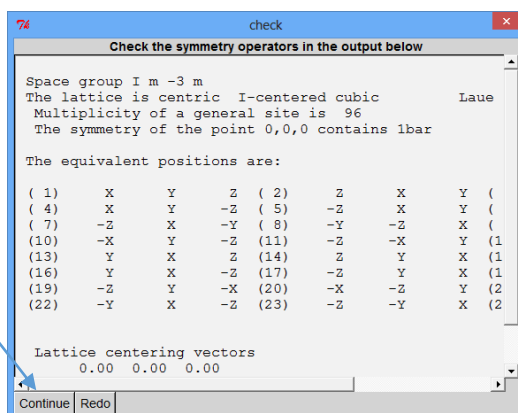 7⁄6 check ×
Check the symmetry operators in the output below
Space group I m -3 m
The lattice is centric I-centered cubic Laue
Multiplicity of a general site is 96
The symmetry of the point 0,0,0 contains 1bar
The equivalent positions are:
( 1) X Y Z ( 2) Z X Y (
( 4) X Y -Z ( 5) -Z X Y (
( 7) -Z X -Y ( 8) -Y -Z X (
(10) -X Y -Z (11) -Z -X Y (1
(13) Y X Z (14) Z Y X (1
(16) Y X -Z (17) -Z Y X (1
(19) -Z Y -X (20) -X -Z Y (2
(22) -Y X -Z (23) -Z -Y X (2
Lattice centering vectors
0.00 0.00 0.00
Continue Redo